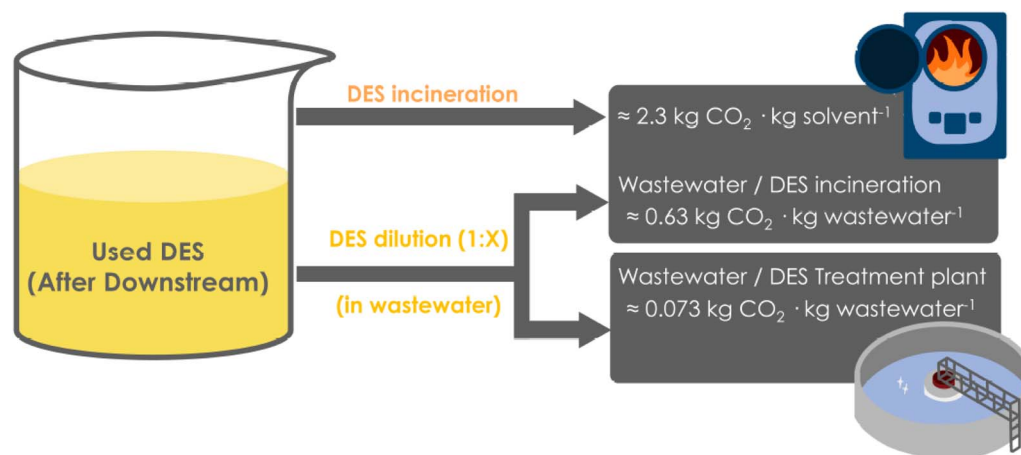 DES incineration
≈ 2.3 kg CO₂ · kg solvent⁻¹
Wastewater / DES incineration
≈ 0.63 kg CO₂ · kg wastewater⁻¹
Used DES
(After Downstream)
DES dilution (1:X)
(in wastewater)
Wastewater / DES Treatment plant
≈ 0.073 kg CO₂ · kg wastewater⁻¹